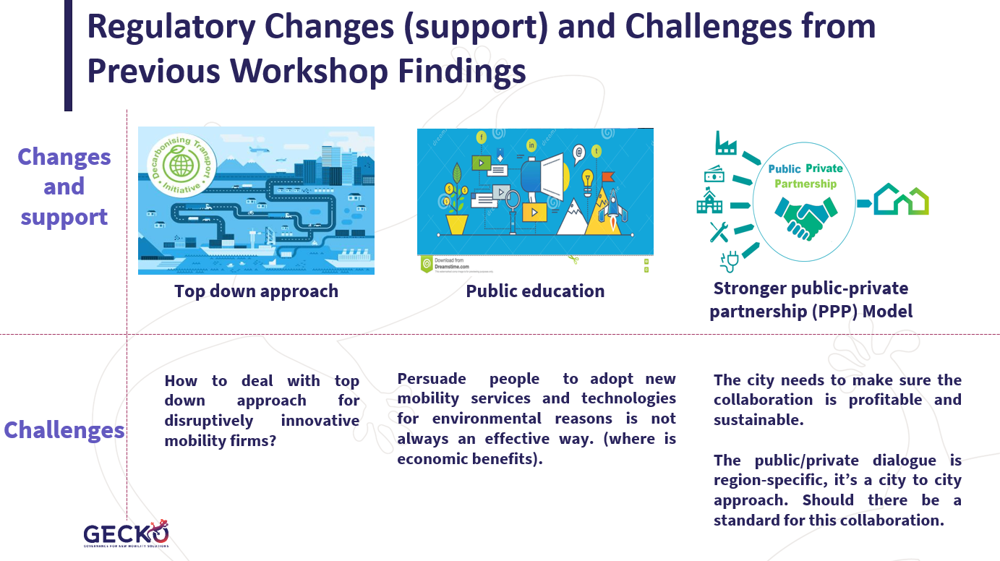 Regulatory Changes (support) and Challenges from
Previous Workshop Findings
Changes
and
support
Decarbonising Transport
Initiative
Top down approach
f
in
@
t
Download from
Dreamstime.com
Public education
Public Private
Partnership
Stronger public-private
partnership (PPP) Model
Challenges
How to deal with top
down approach for
disruptively innovative
mobility firms?
Persuade people to adopt new
mobility services and technologies
for environmental reasons is not
always an effective way. (where is
economic benefits).
The city needs to make sure the
collaboration is profitable and
sustainable.
The public/private dialogue is
region-specific, it’s a city to city
approach. Should there be a
standard for this collaboration.
GECKO
GOVERNANCE FOR NEW MOBILITY SOLUTIONS